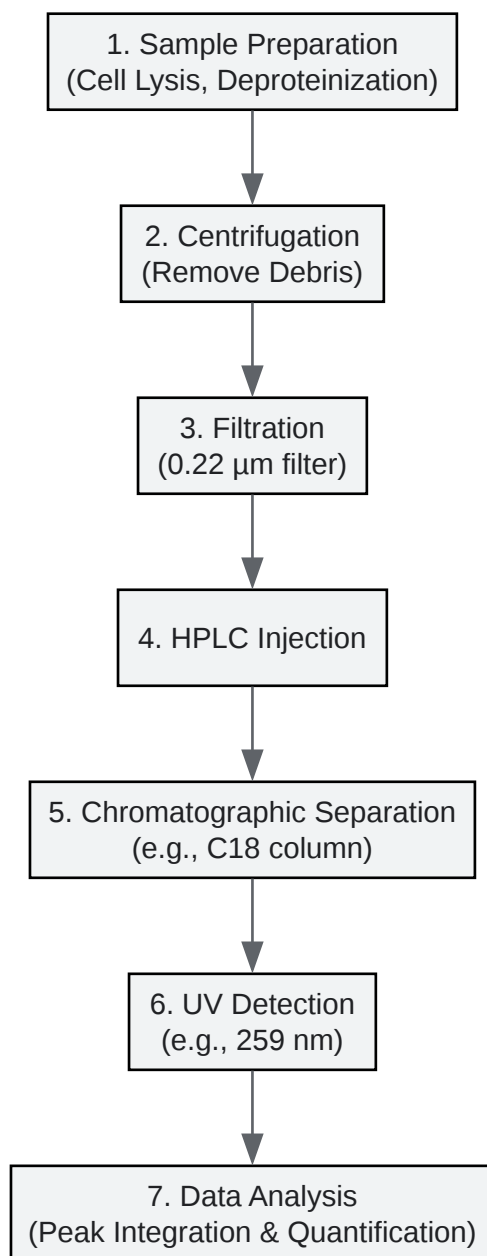 1. Sample Preparation
(Cell Lysis, Deproteinization)
2. Centrifugation
(Remove Debris)
3. Filtration
(0.22 µm filter)
4. HPLC Injection
5. Chromatographic Separation
(e.g., C18 column)
6. UV Detection
(e.g., 259 nm)
7. Data Analysis
(Peak Integration & Quantification)